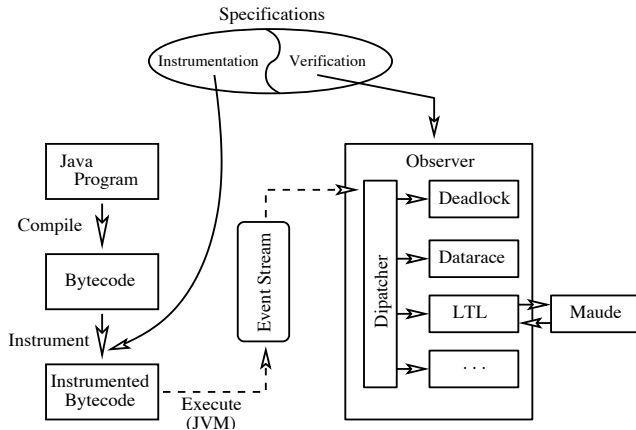 Specifications
Instrumentation
Verification
Java
Program
Compile
Bytecode
Instrument
Instrumented
Bytecode
Execute
(JVM)
Event Stream
Observer
Dipatcher
Deadlock
Datarace
LTL
. . .
Maude